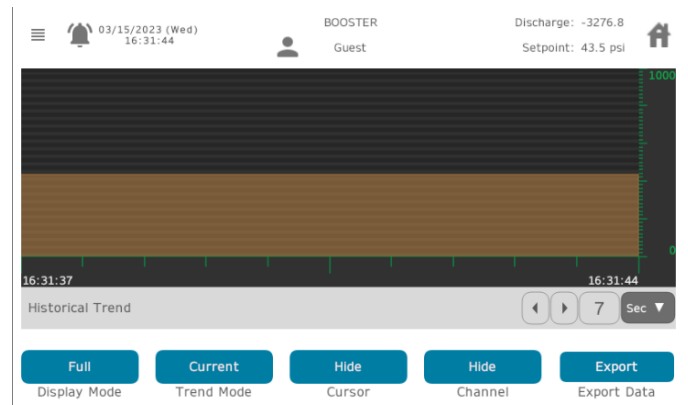 03/15/2023 (Wed)
16:31:44
BOOSTER
Guest
Discharge: -3276.8
Setpoint: 43.5 psi
1000
0
16:31:37
16:31:44
Historical Trend
7
Sec ▼
Full
Current
Hide
Hide
Export
Display Mode
Trend Mode
Cursor
Channel
Export Data